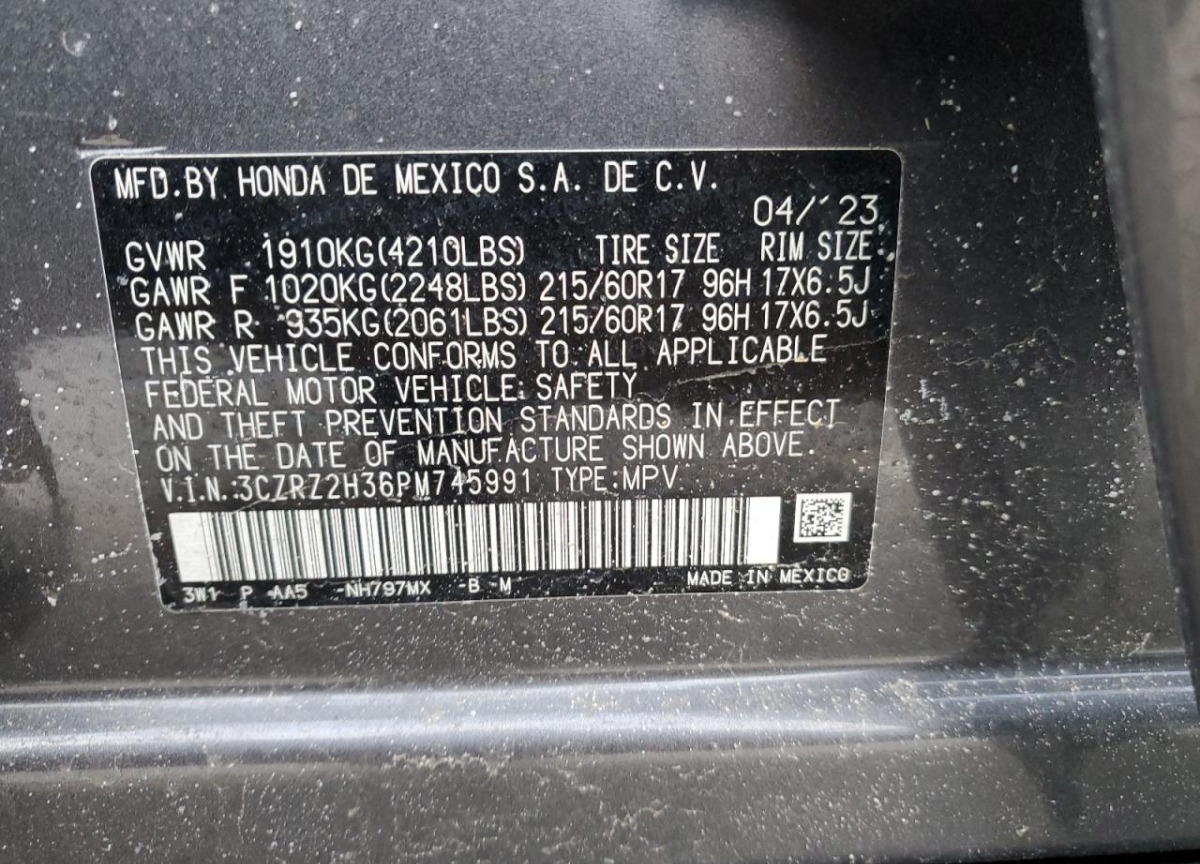 MFD.BY HONDA DE MEXICO S.A. DE C.V.
04/'23
GVWR 1910KG(4210LBS) TIRE SIZE RIM SIZE
GAWR F 1020KG(2248LBS) 215/60R17 96H 17X6.5J
GAWR R 935KG(2061LBS) 215/60R17 96H 17X6.5J
THIS VEHICLE CONFORMS TO ALL APPLICABLE
FEDERAL MOTOR VEHICLE SAFETY
AND THEFT PREVENTION STANDARDS IN EFFECT
ON THE DATE OF MANUFACTURE SHOWN ABOVE.
V.I.N.:3CZRZ2H36PM745991 TYPE:MPV
3W1 P AA5 -NH797MX -B -M MADE IN MEXICO